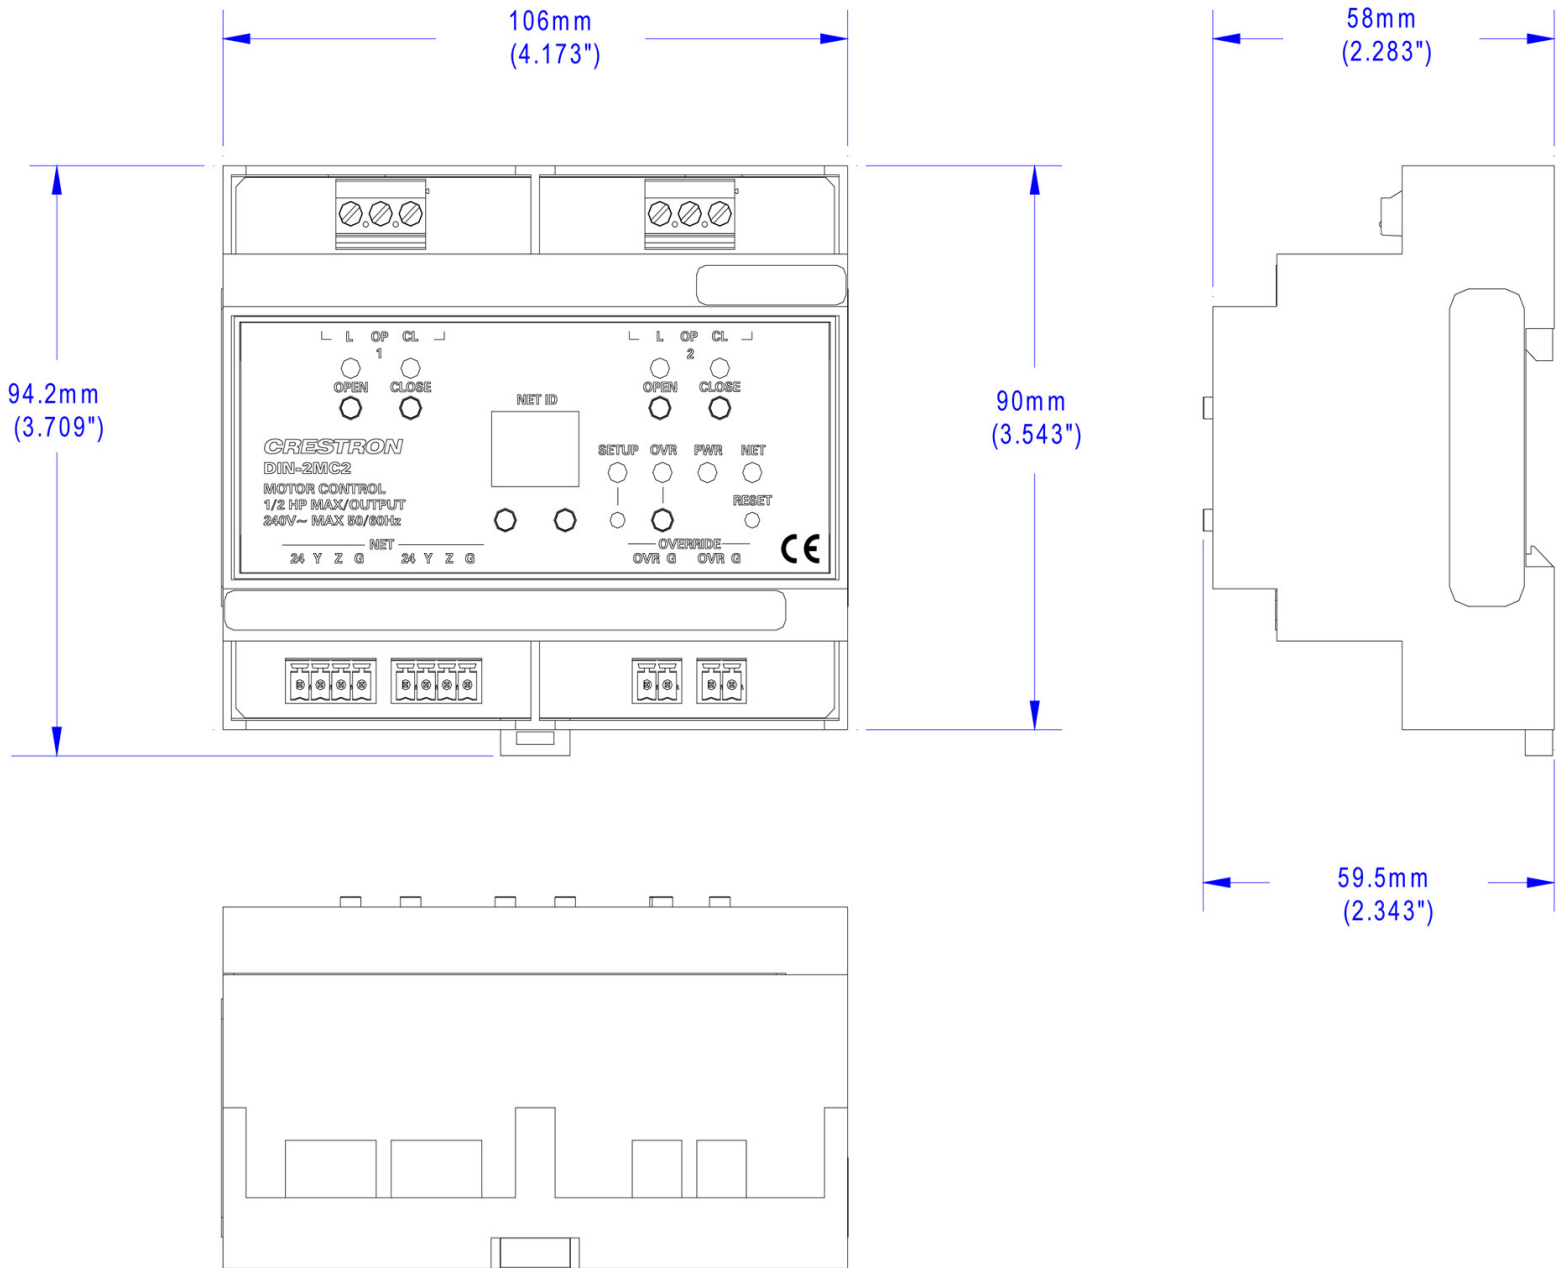 106mm
(4.173")
58mm
(2.283")
94.2mm
(3.709")
90mm
(3.543")
L OP CL
1
OPEN CLOSE
L OP CL
2
OPEN CLOSE
NET ID
CRESTRON
DIN-2MC2
MOTOR CONTROL
1/2 HP MAX/OUTPUT
240V~ MAX 50/60Hz
SETUP OVR PWR NET
RESET
NET
24 Y Z G 24 Y Z G
OVERRIDE
OVR G OVR G
CE
59.5mm
(2.343")